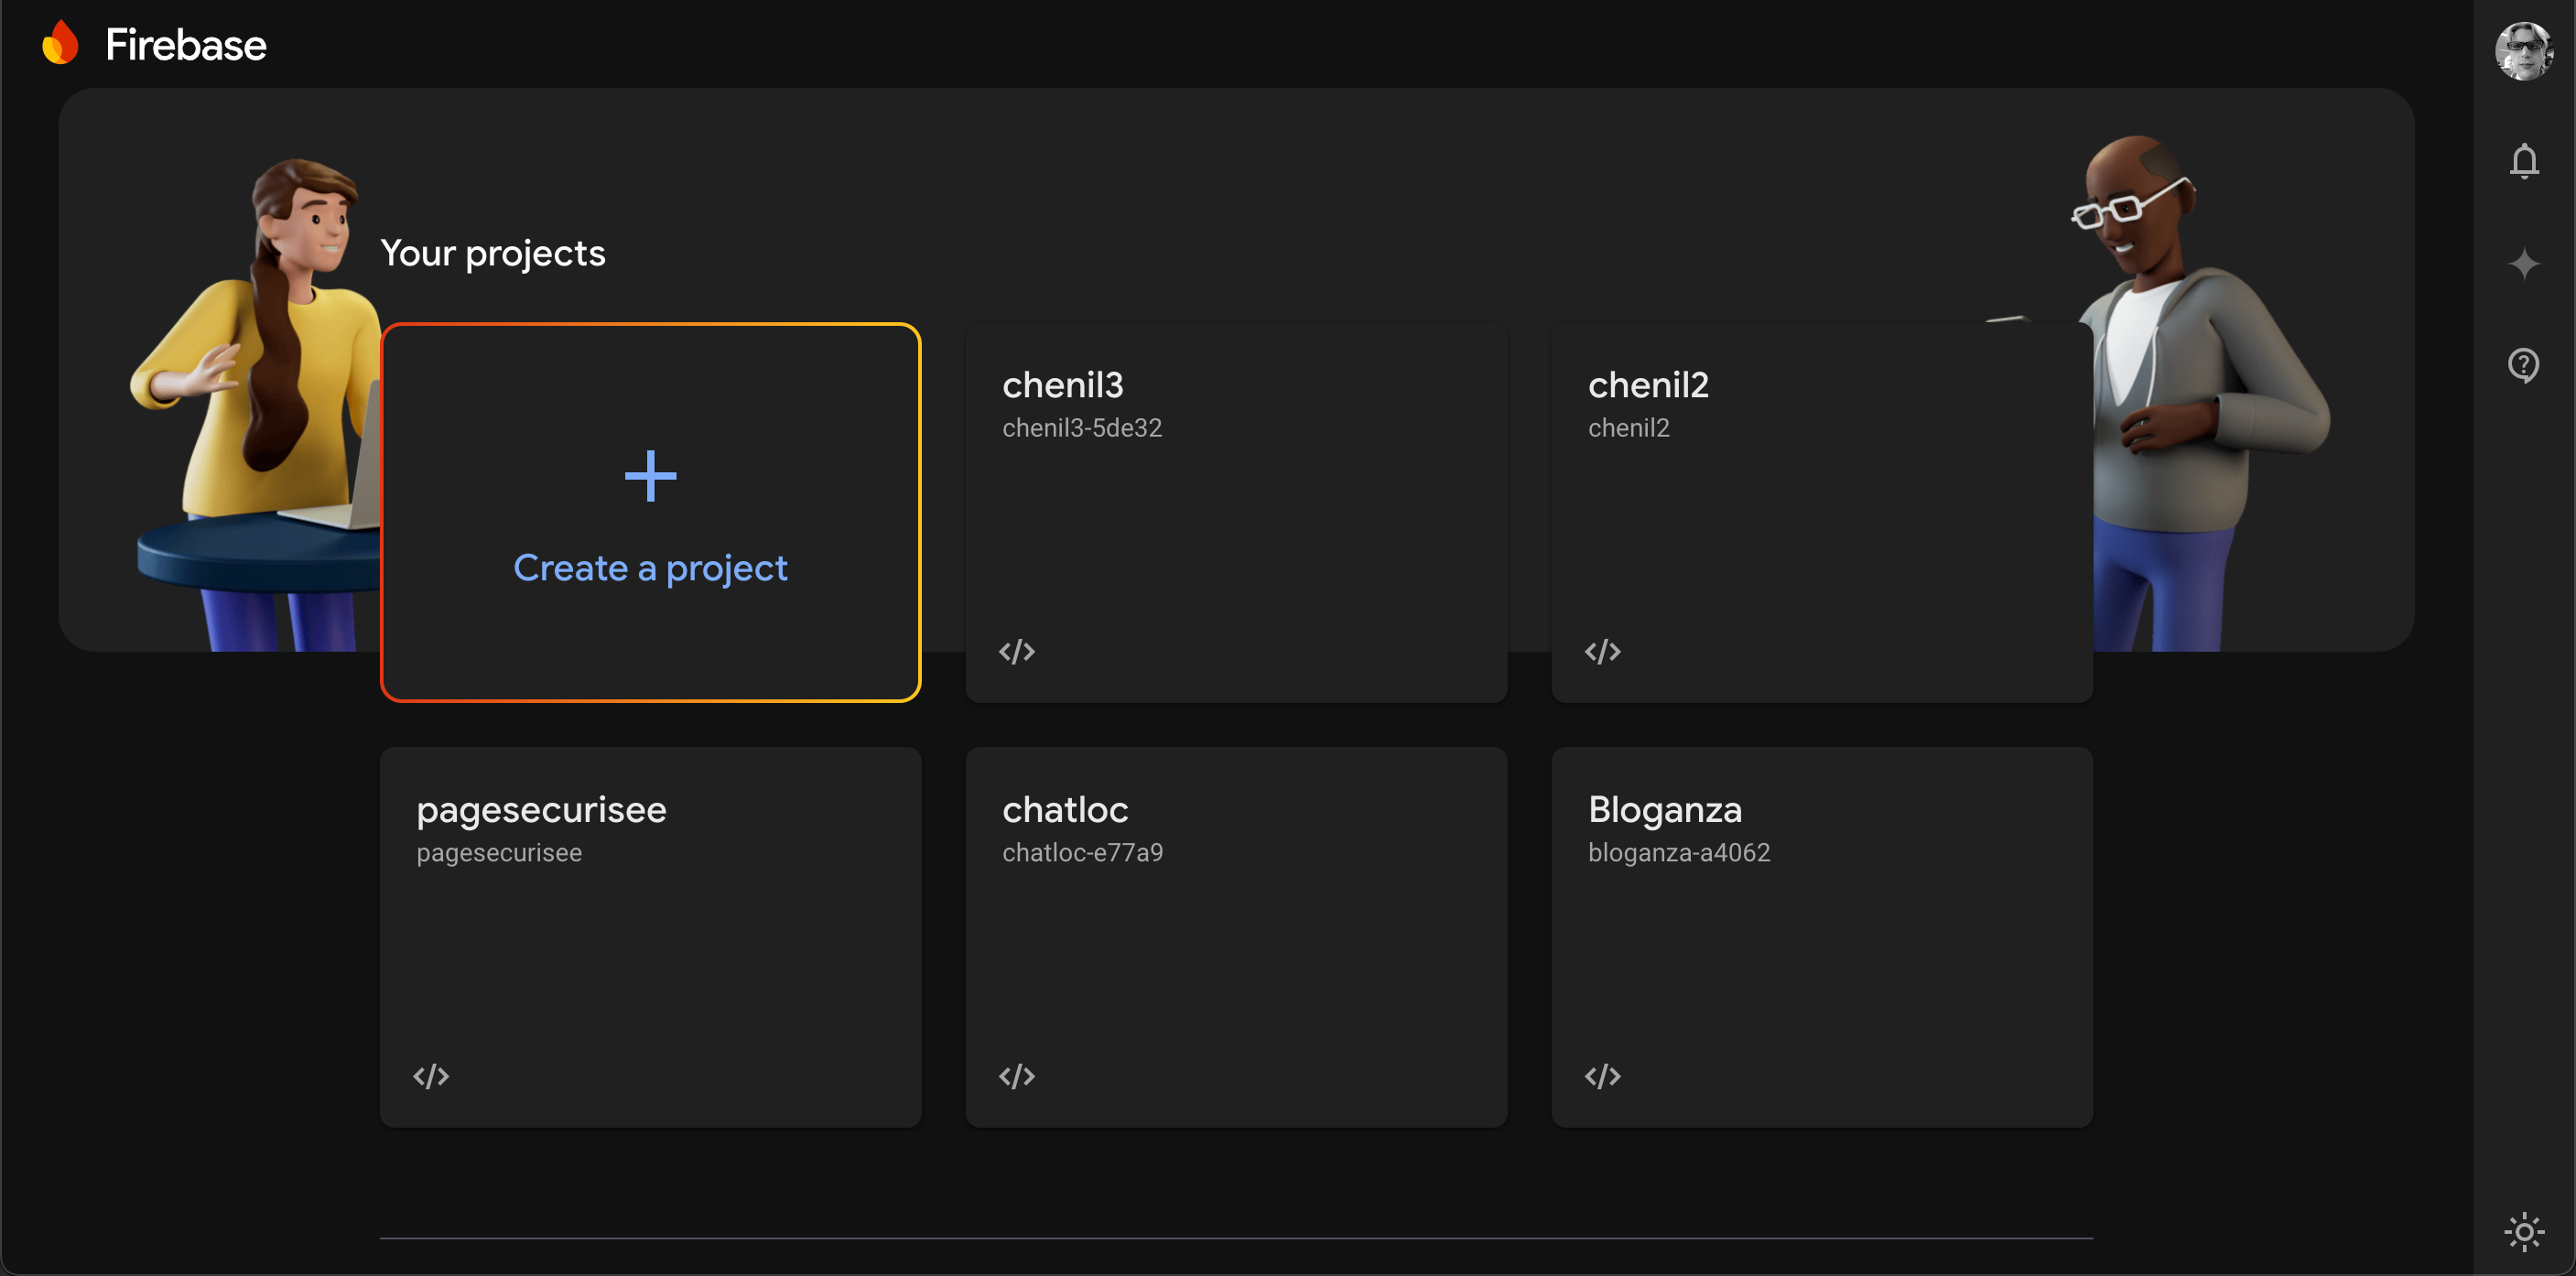 Firebase
Your projects
Create a project
chenil3
chenil3-5de32
chenil2
chenil2
pagesecurisee
pagesecurisee
chatloc
chatloc-e77a9
Bloganza
bloganza-a4062